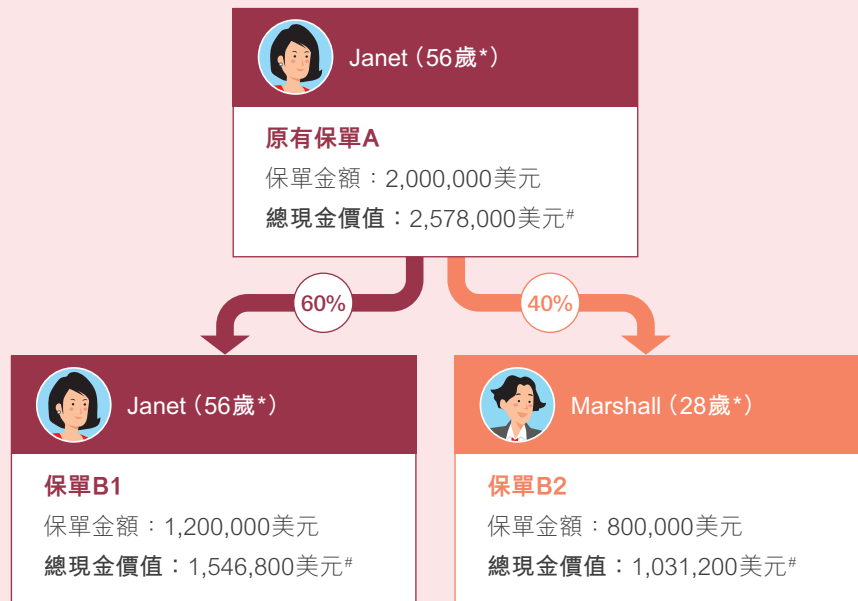 Janet（56歲*）
原有保單A
保單金額：2,000,000美元
總現金價值：2,578,000美元#
60%
40%
Janet（56歲*）
保單B1
保單金額：1,200,000美元
總現金價值：1,546,800美元#
Marshall（28歲*）
保單B2
保單金額：800,000美元
總現金價值：1,031,200美元#